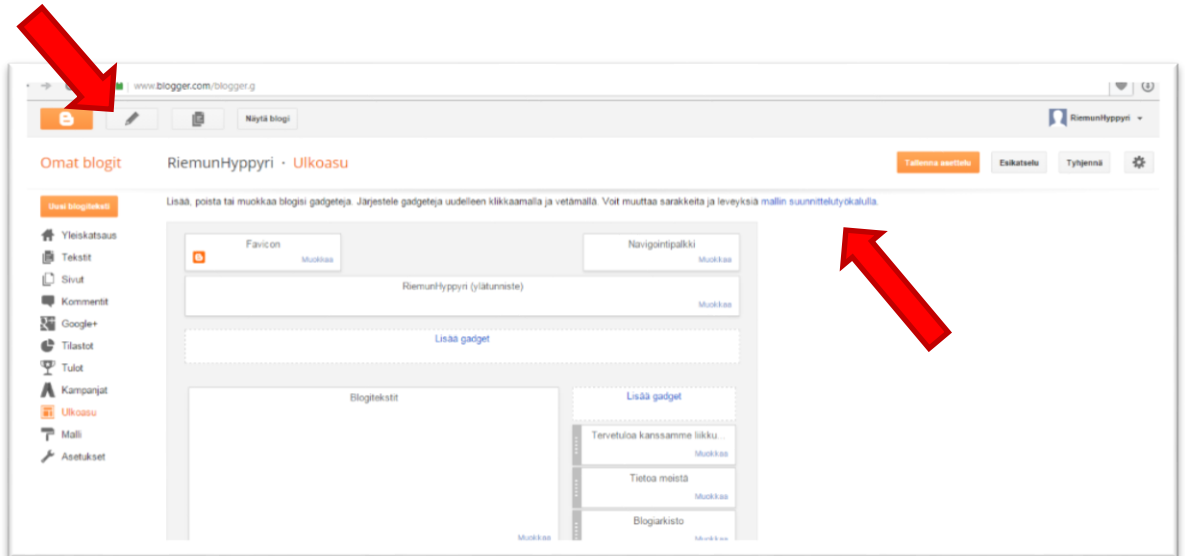 www.blogger.com/blogger.g
Näytä blogi
RiemunHyppyri
Omat blogit
RiemunHyppyri · Ulkoasu
Tallenna asettelu
Esikatselu
Tyhjennä
Uusi blogiteksti
Lisää, poista tai muokkaa blogisi gadgeteja. Järjestele gadgeteja uudelleen klikkaamalla ja vetämällä. Voit muuttaa sarakkeita ja leveyksiä mallin suunnittelutyökalulla.
Yleiskatsaus
Tekstit
Sivut
Kommentit
Google+
Tilastot
Tulot
Kampanjat
Ulkoasu
Malli
Asetukset
Favicon
Muokkaa
Navigointipalkki
Muokkaa
RiemunHyppyri (ylätunniste)
Muokkaa
Lisää gadget
Blogitekstit
Muokkaa
Lisää gadget
Tervetuloa kanssamme liikku...
Muokkaa
Tietoa meistä
Muokkaa
Blogiarkisto
Muokkaa